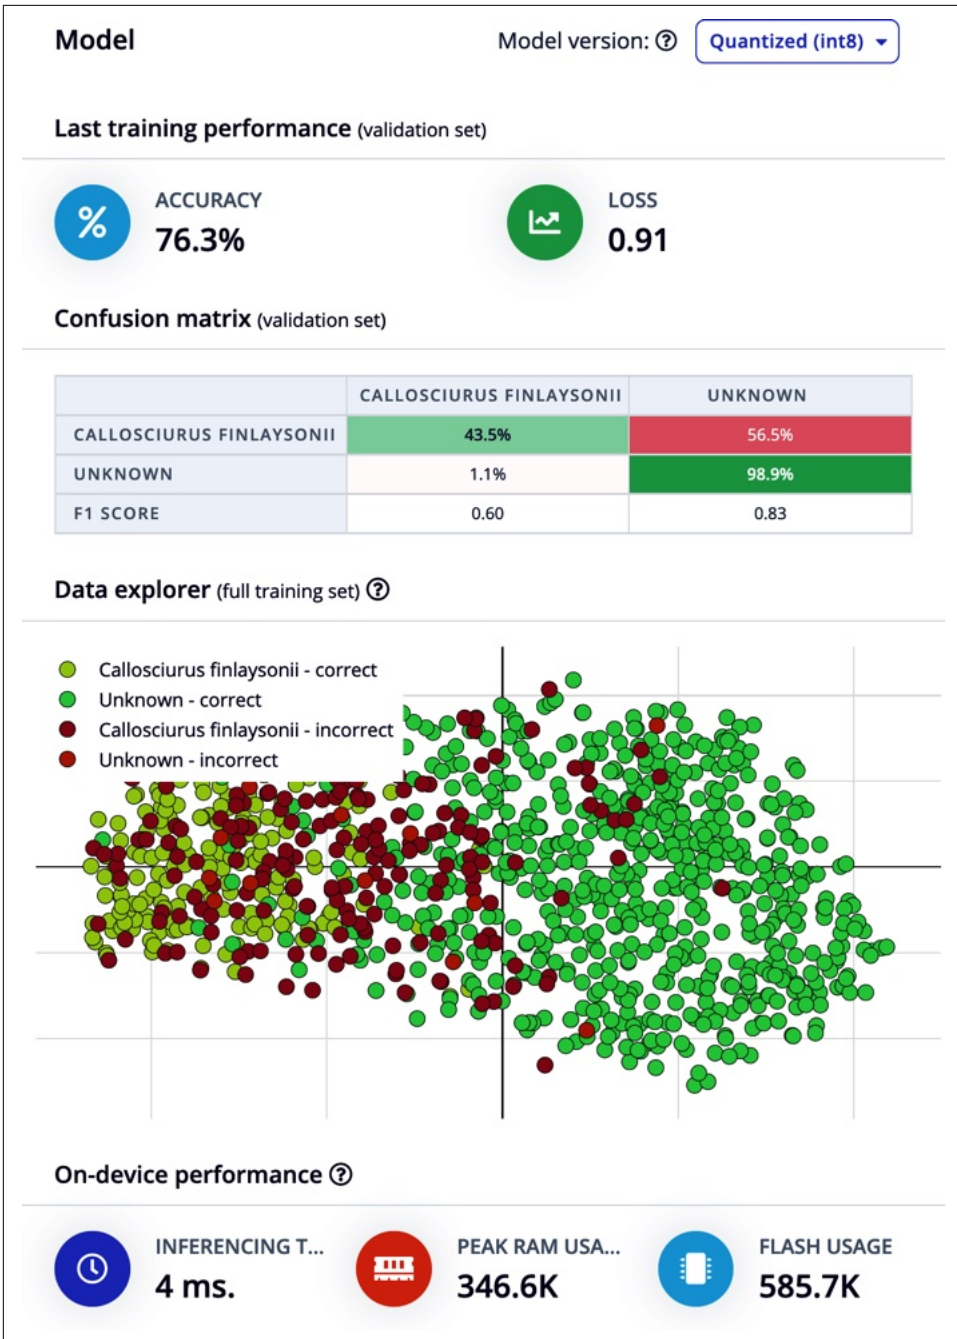 Model
Model version: ? Quantized (int8)
Last training performance (validation set)
% ACCURACY
76.3%
LOSS
0.91
Confusion matrix (validation set)
CALLOSCIURUS FINLAYSONII UNKNOWN
CALLOSCIURUS FINLAYSONII 43.5% 56.5%
UNKNOWN 1.1% 98.9%
F1 SCORE 0.60 0.83
Data explorer (full training set) ?
Callosciurus finlaysonii - correct
Unknown - correct
Callosciurus finlaysonii - incorrect
Unknown - incorrect
On-device performance ?
INFERENCING T...
4 ms.
PEAK RAM USA...
346.6K
FLASH USAGE
585.7K